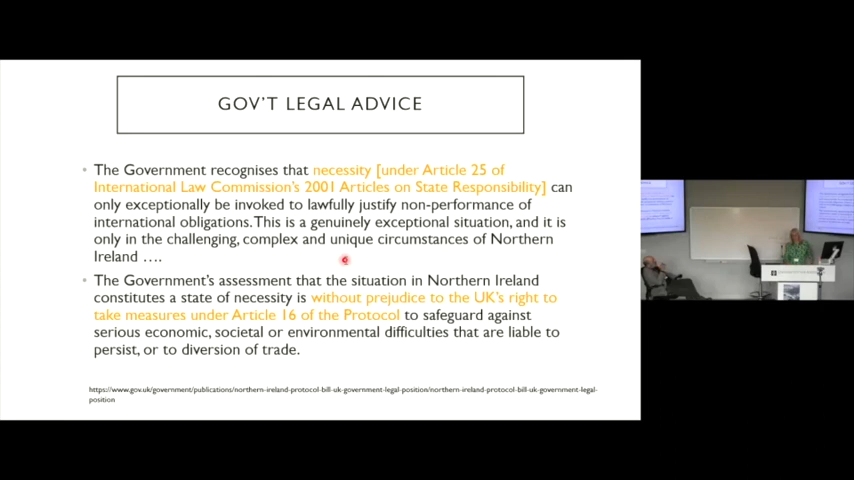 GOV'T LEGAL ADVICE
• The Government recognises that necessity [under Article 25 of
International Law Commission's 2001 Articles on State Responsibility] can
only exceptionally be invoked to lawfully justify non-performance of
international obligations. This is a genuinely exceptional situation, and it is
only in the challenging, complex and unique circumstances of Northern
Ireland ….
• The Government's assessment that the situation in Northern Ireland
constitutes a state of necessity is without prejudice to the UK's right to
take measures under Article 16 of the Protocol to safeguard against
serious economic, societal or environmental difficulties that are liable to
persist, or to diversion of trade.
https://www.gov.uk/government/publications/northern-ireland-protocol-bill-uk-government-legal-position/northern-ireland-protocol-bill-uk-government-legal-
position